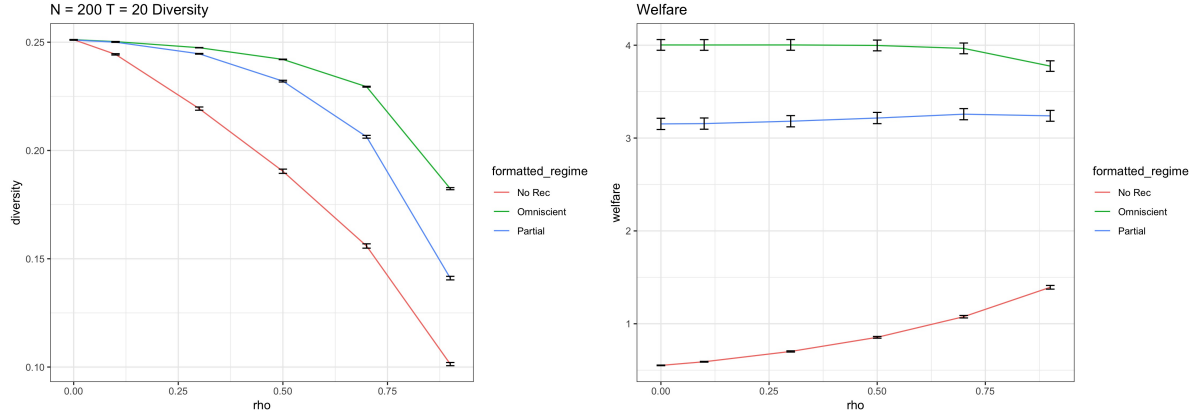 N = 200 T = 20 Diversity
0.25
0.20
0.15
0.10
diversity
0.00
0.25
0.50
0.75
rho
formatted_regime
No Rec
Omniscient
Partial
Welfare
4
3
2
1
welfare
0.00
0.25
0.50
0.75
rho
formatted_regime
No Rec
Omniscient
Partial